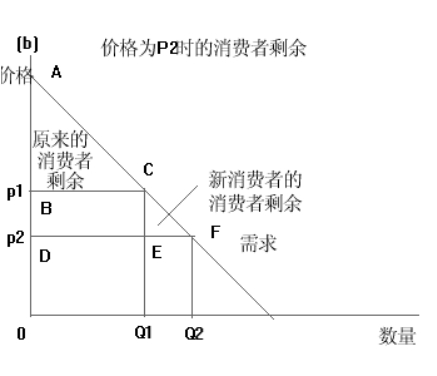 (b)
价格为P2时的消费者剩余
价格
A
原来的
消费者
剩余
C
新消费者的
消费者剩余
p1
B
F
p2
需求
D
E
0
Q1
Q2
数量